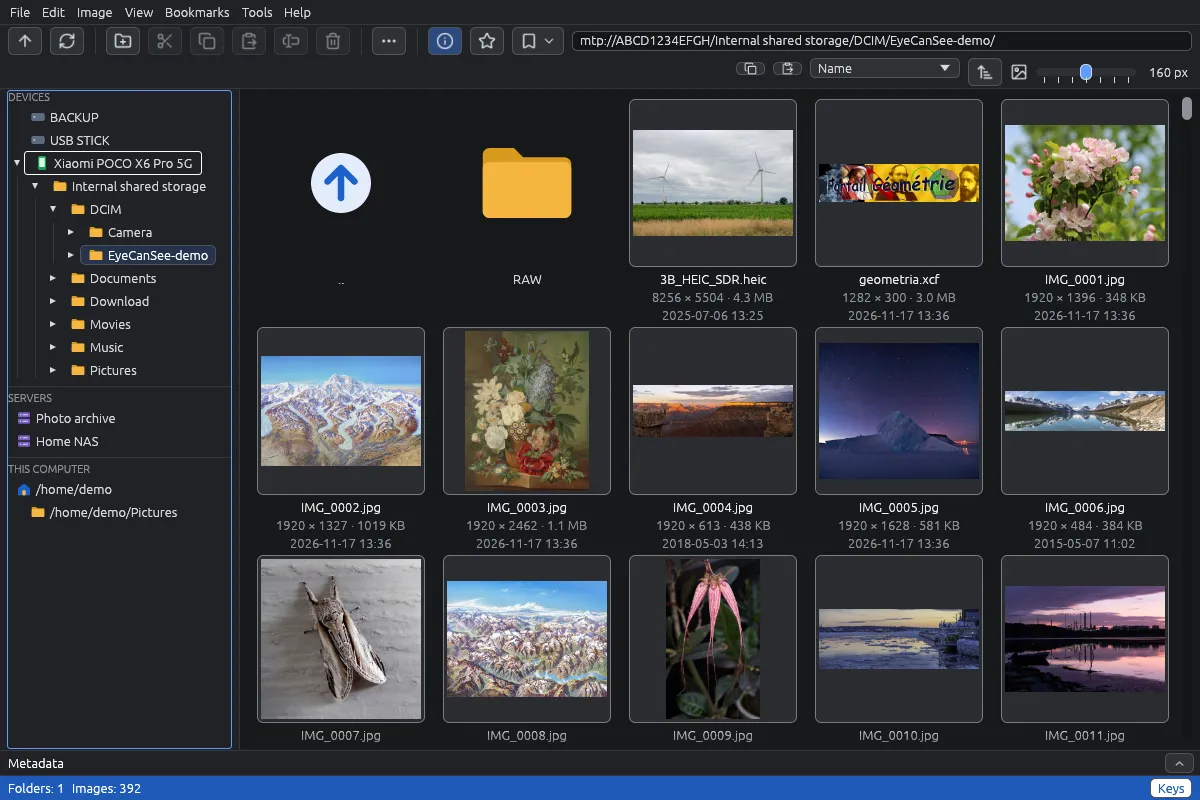 File Edit Image View Bookmarks Tools Help
mtp://ABCD1234EFGH/Internal shared storage/DCIM/EyeCanSee-demo/
Name
160 px
DEVICES
BACKUP
USB STICK
Xiaomi POCO X6 Pro 5G
Internal shared storage
DCIM
Camera
EyeCanSee-demo
Documents
Download
Movies
Music
Pictures
SERVERS
Photo archive
Home NAS
THIS COMPUTER
/home/demo
/home/demo/Pictures
..
RAW
Portail Géométrie
3B_HEIC_SDR.heic
8256 × 5504 · 4.3 MB
2025-07-06 13:25
geometria.xcf
1282 × 300 · 3.0 MB
2026-11-17 13:36
IMG_0001.jpg
1920 × 1396 · 348 KB
2026-11-17 13:36
IMG_0002.jpg
1920 × 1327 · 1019 KB
2026-11-17 13:36
IMG_0003.jpg
1920 × 2462 · 1.1 MB
2026-11-17 13:36
IMG_0004.jpg
1920 × 613 · 438 KB
2018-05-03 14:13
IMG_0005.jpg
1920 × 1628 · 581 KB
2026-11-17 13:36
IMG_0006.jpg
1920 × 484 · 384 KB
2015-05-07 11:02
IMG_0007.jpg
IMG_0008.jpg
IMG_0009.jpg
IMG_0010.jpg
IMG_0011.jpg
Metadata
Folders: 1 Images: 392
Keys